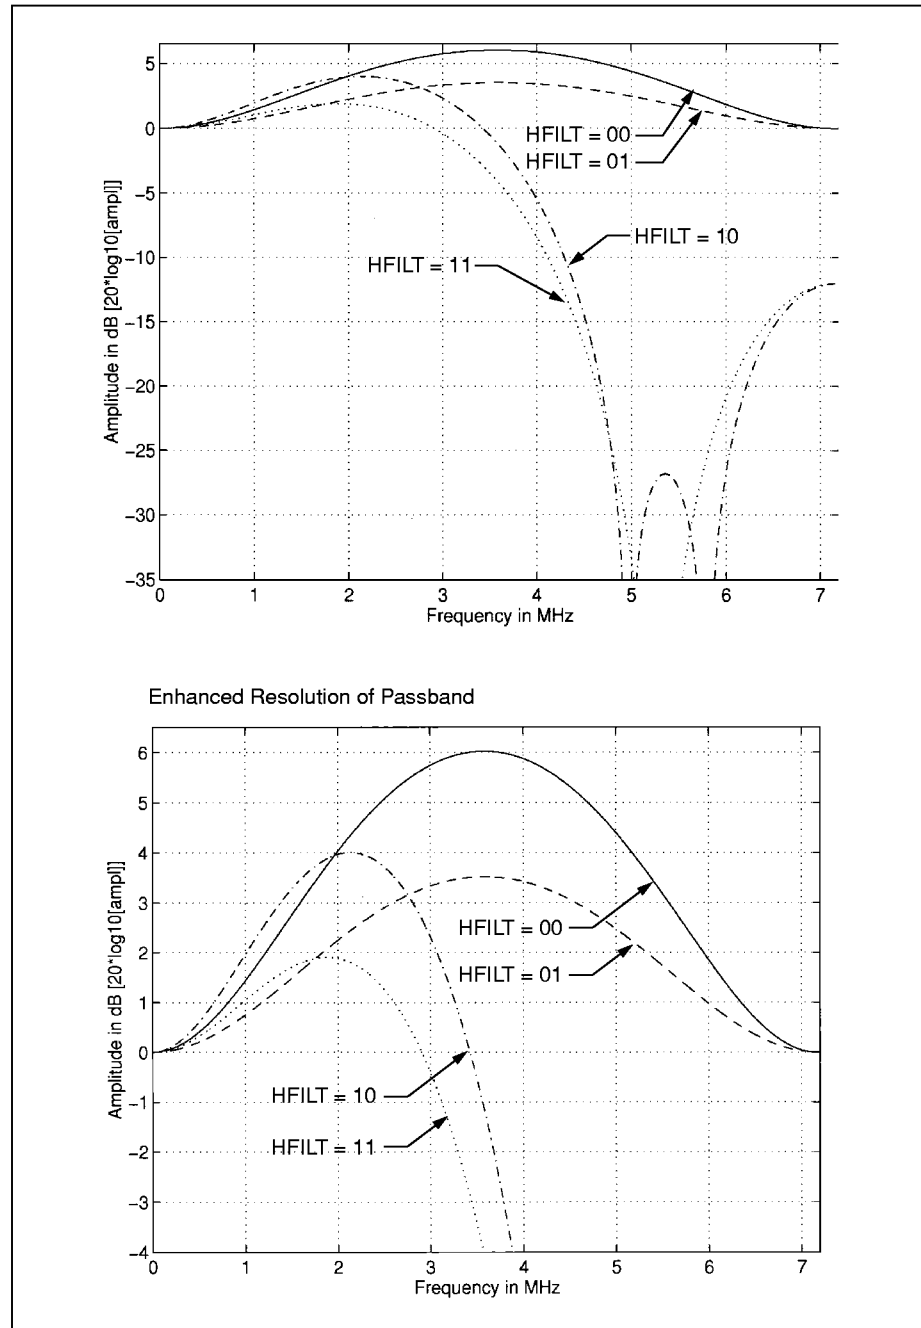 5
0
−5
−10
−15
−20
−25
−30
−35
Amplitude in dB [20*log10[ampl]]
HFILT = 00
HFILT = 01
HFILT = 10
HFILT = 11
0 1 2 3 4 5 6 7
Frequency in MHz
Enhanced Resolution of Passband
6
5
4
3
2
1
0
−1
−2
−3
−4
Amplitude in dB [20*log10[ampl]]
HFILT = 00
HFILT = 01
HFILT = 10
HFILT = 11
0 1 2 3 4 5 6 7
Frequency in MHz